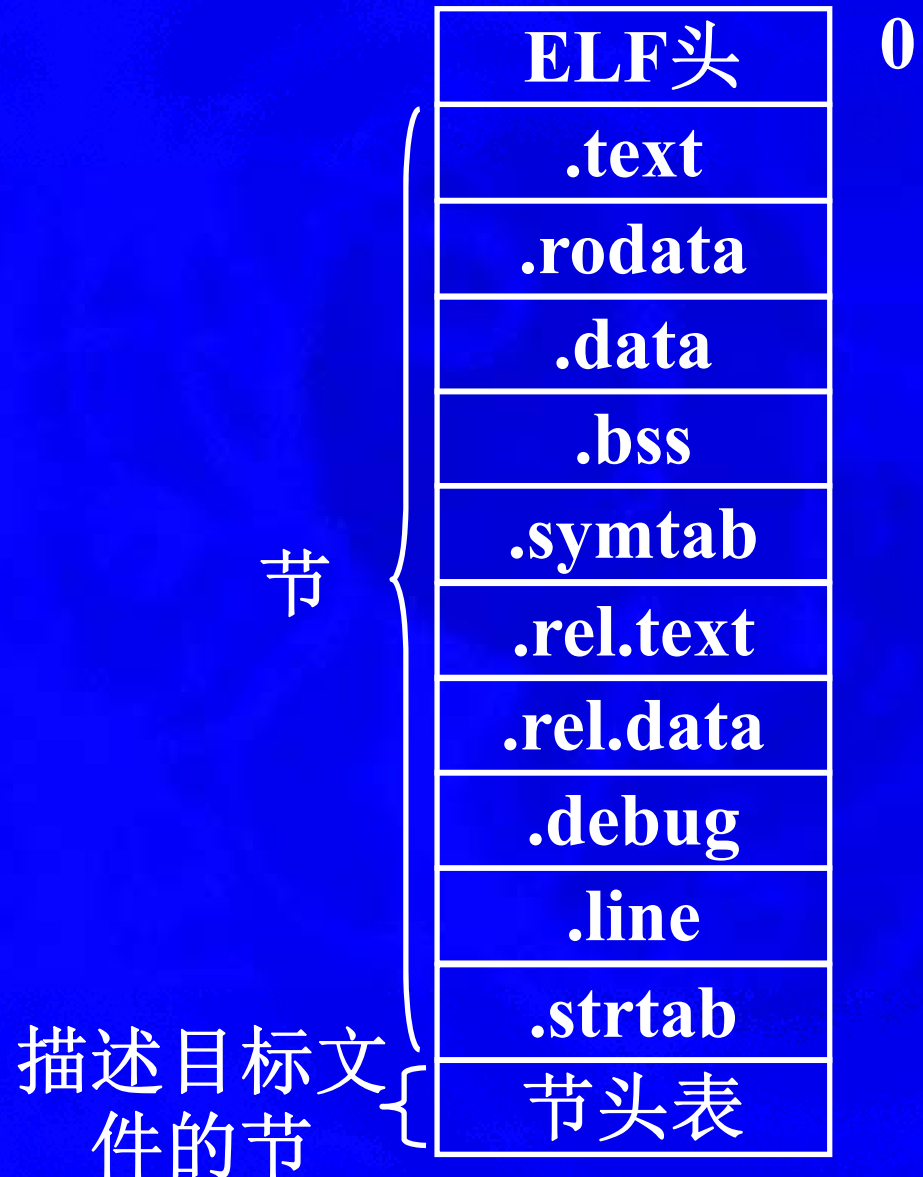 ELF头 0
.text
.rodata
.data
.bss
.symtab
节
.rel.text
.rel.data
.debug
.line
.strtab
描述目标文
件的节
节头表